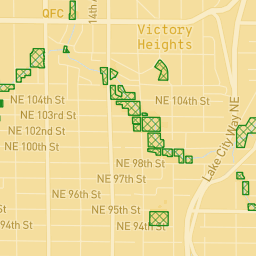 QFC
14th A
Victory
Heights
NE 104th St
NE 104th St
NE 103rd St
NE 102nd St
NE 100th St
NE 98th St
NE 97th St
NE 96th St
NE 95th St
94th St
NE 94th St
Lake City Way NE